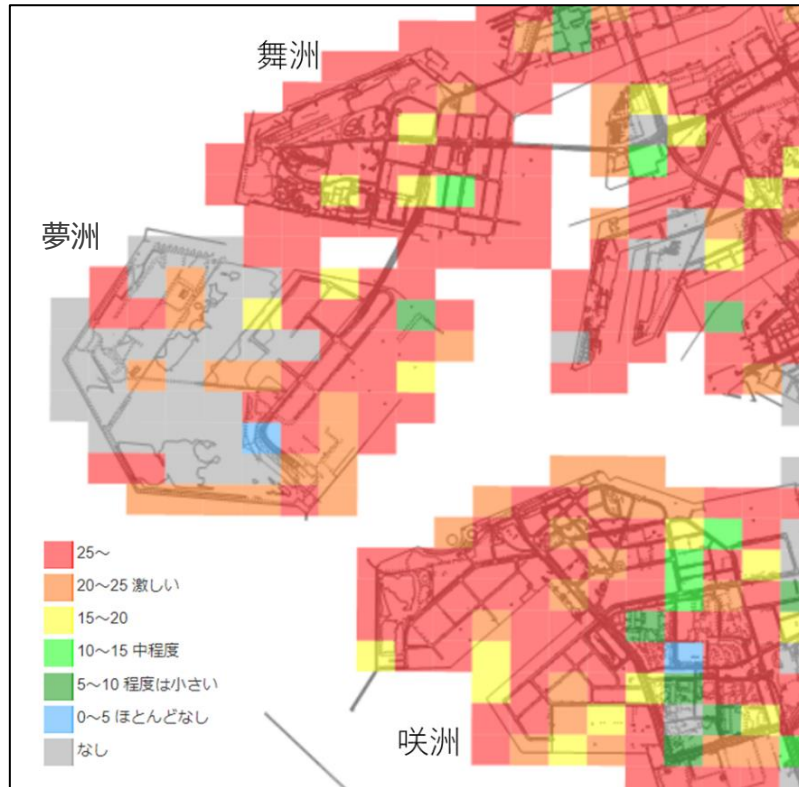 舞洲
夢洲
25～
20～25 激しい
15～20
10～15 中程度
5～10 程度は小さい
0～5 ほとんどなし
なし
咲洲